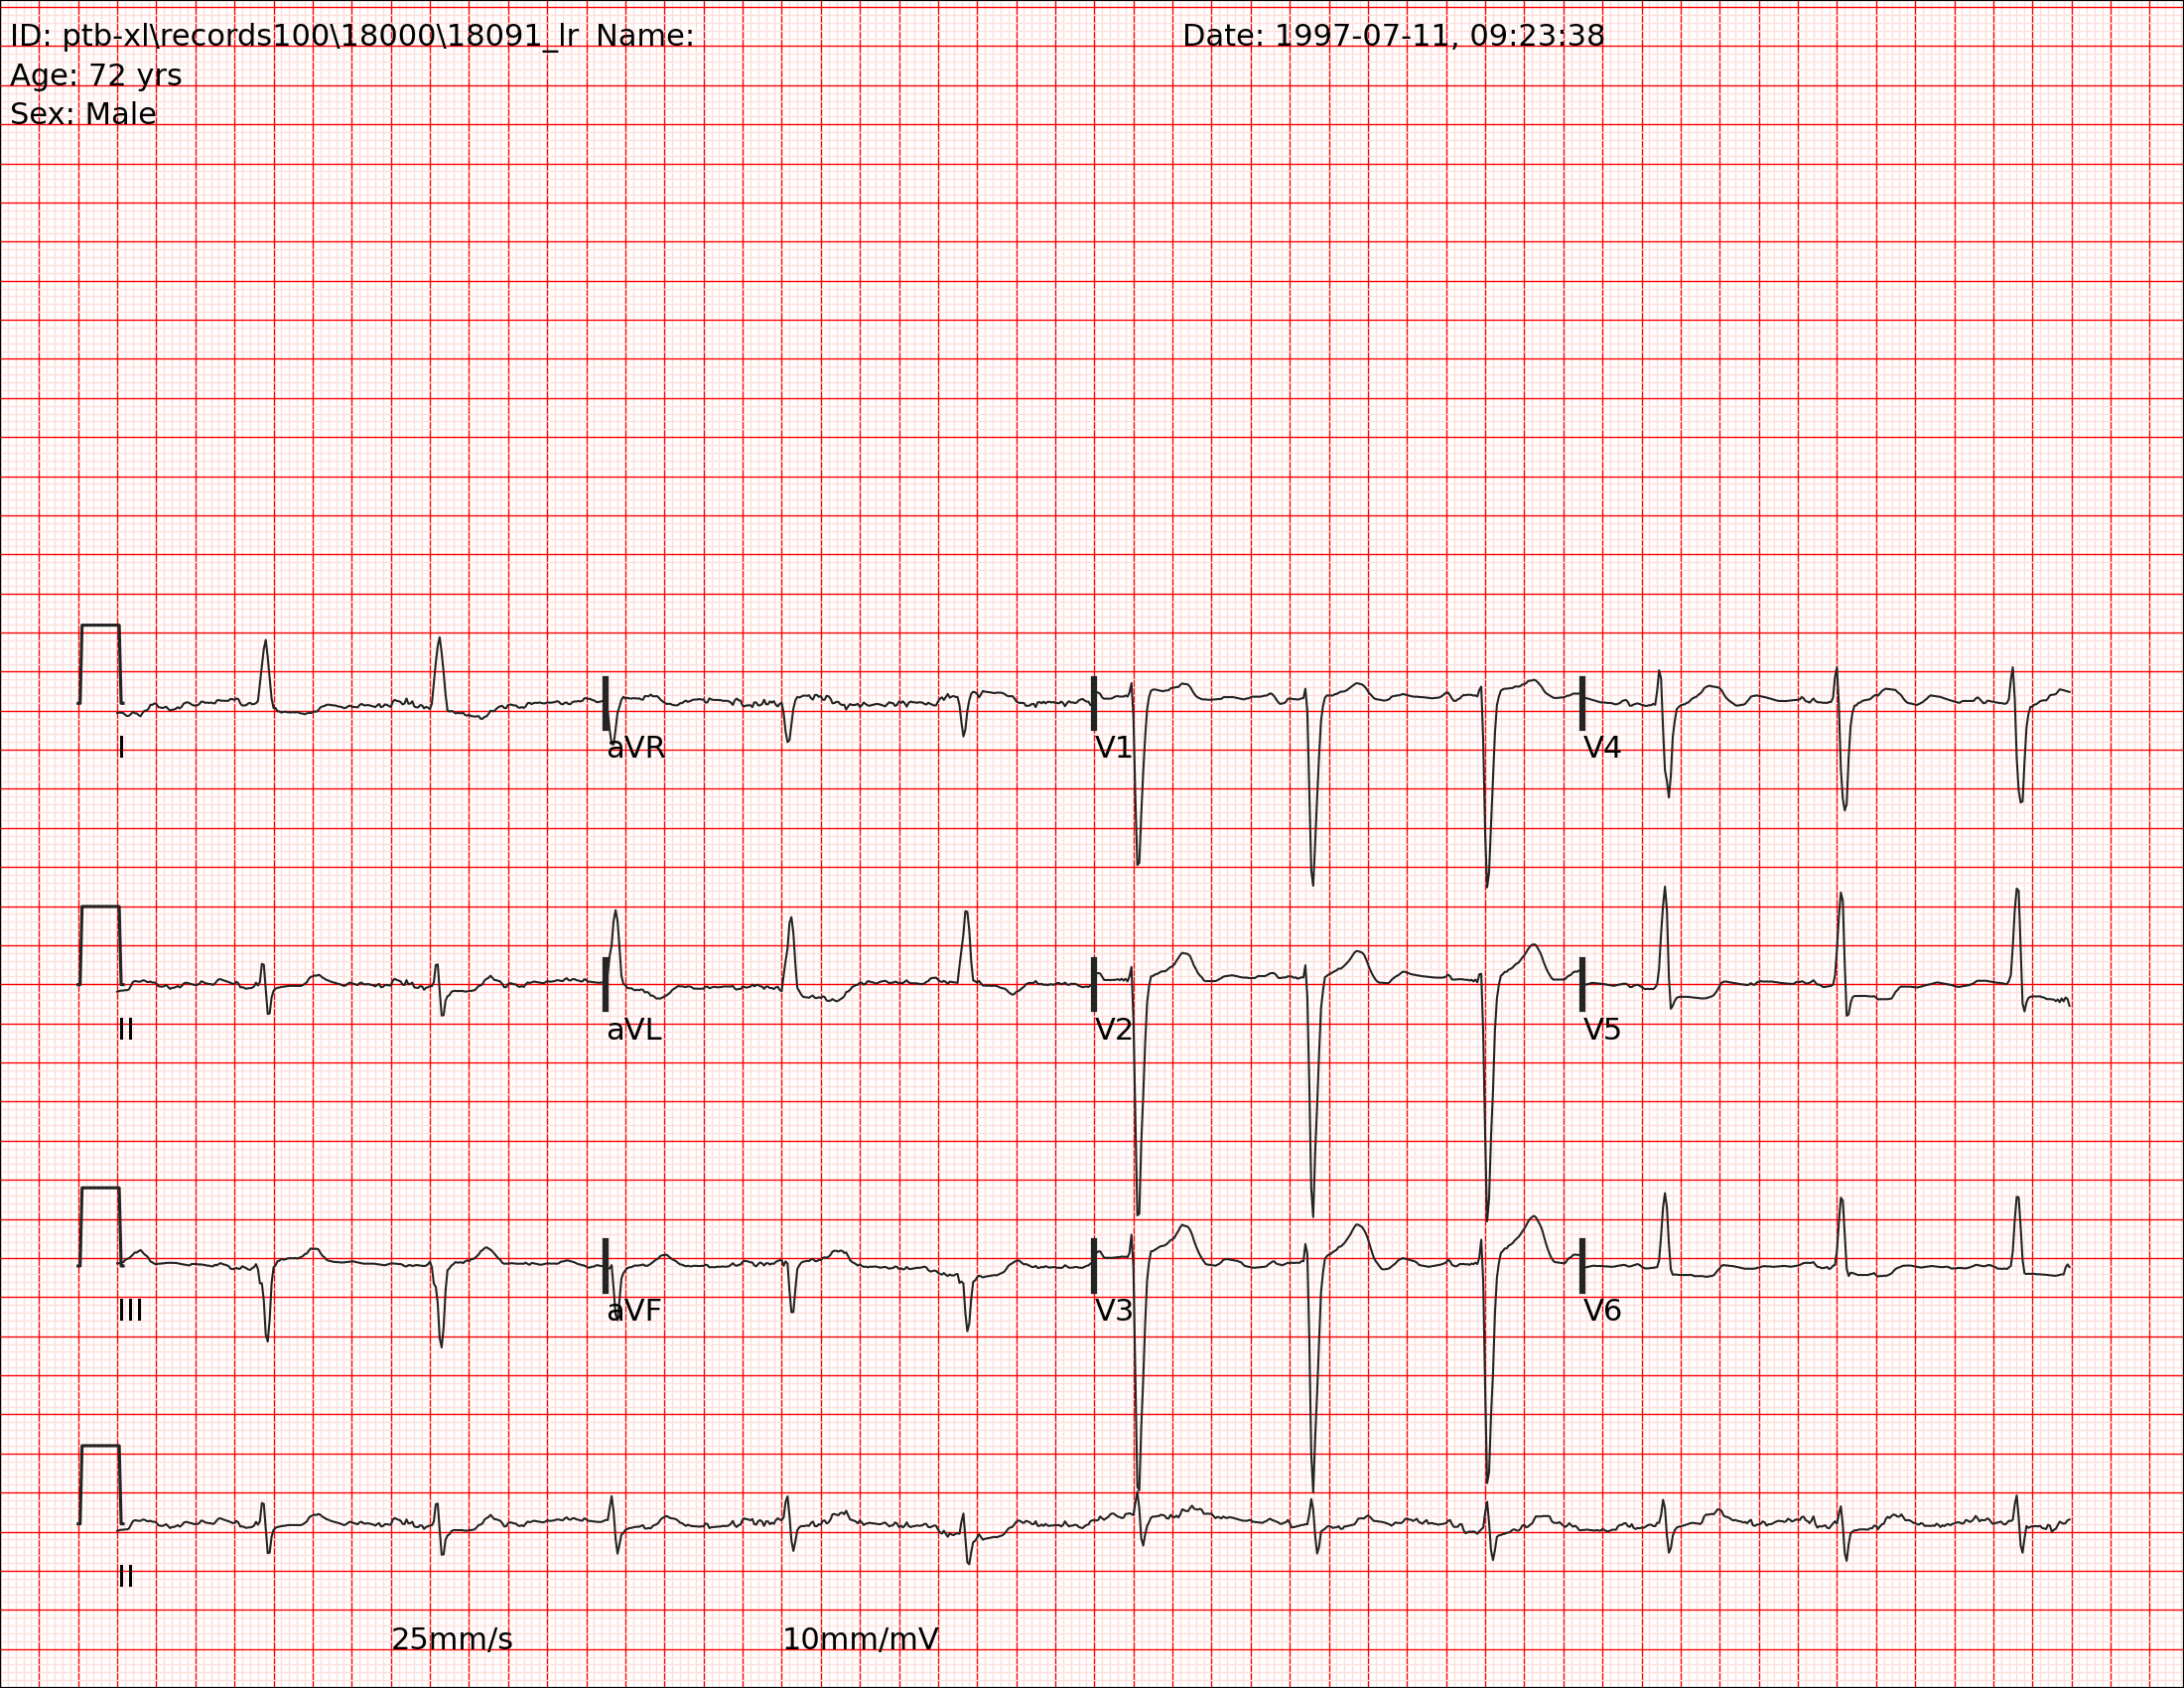 ID: ptb-xl\records100\18000\18091_lr Name: Date: 1997-07-11, 09:23:38
Age: 72 yrs
Sex: Male
I aVR V1 V4
II aVL V2 V5
III aVF V3 V6
II
25mm/s 10mm/mV